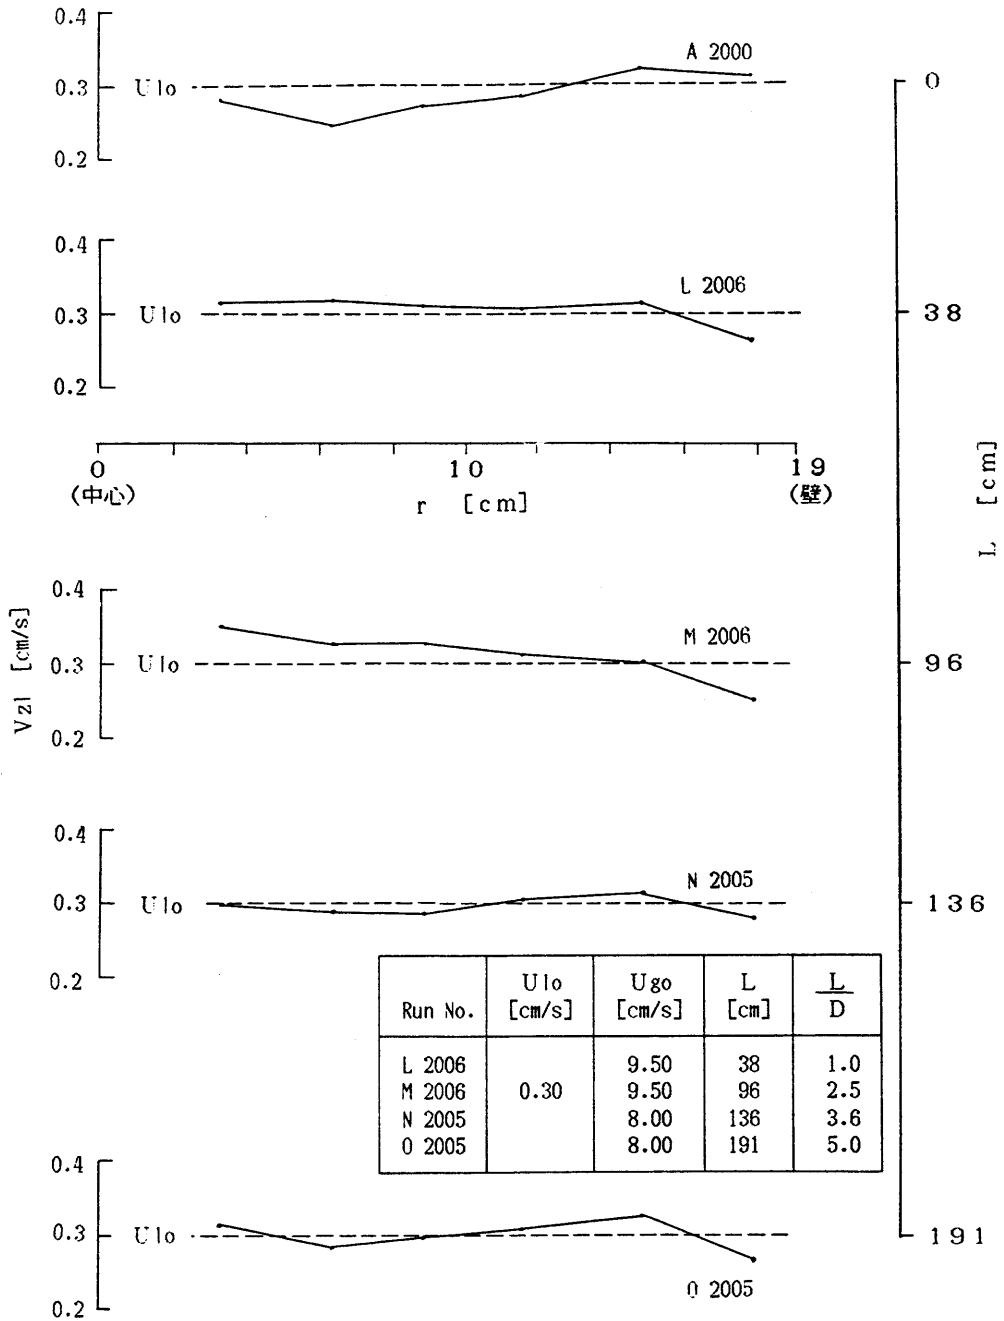 0.4
A 2000
0.3
Ulo
0
0.2
0.4
L 2006
0.3
Ulo
38
0.2
0
10
19
(中心)
r [cm]
(壁)
L [cm]
Vzl [cm/s]
0.4
M 2006
0.3
Ulo
96
0.2
0.4
N 2005
0.3
Ulo
136
0.2
Run No. Ulo [cm/s] Ugo [cm/s] L [cm] L/D
L 2006 9.50 38 1.0
M 2006 0.30 9.50 96 2.5
N 2005 8.00 136 3.6
O 2005 8.00 191 5.0
0.4
0.3
Ulo
191
O 2005
0.2